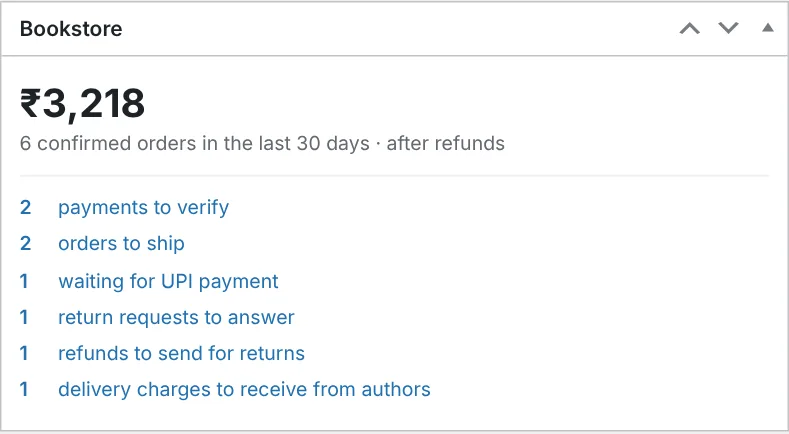 Bookstore
₹3,218
6 confirmed orders in the last 30 days · after refunds
2 payments to verify
2 orders to ship
1 waiting for UPI payment
1 return requests to answer
1 refunds to send for returns
1 delivery charges to receive from authors